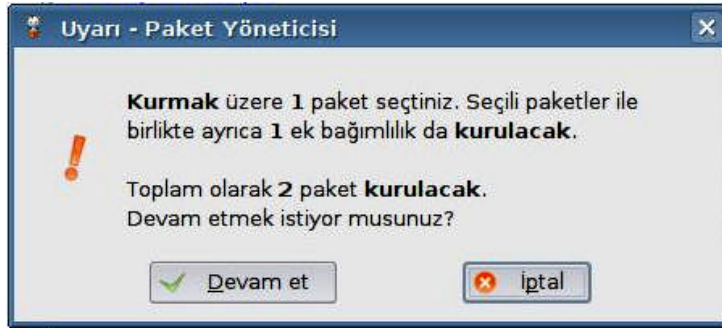 Uyarı - Paket Yöneticisi
Kurmak üzere 1 paket seçtiniz. Seçili paketler ile
birlikte ayrıca 1 ek bağımlılık da kurulacak.
Toplam olarak 2 paket kurulacak.
Devam etmek istiyor musunuz?
Devam et
İptal